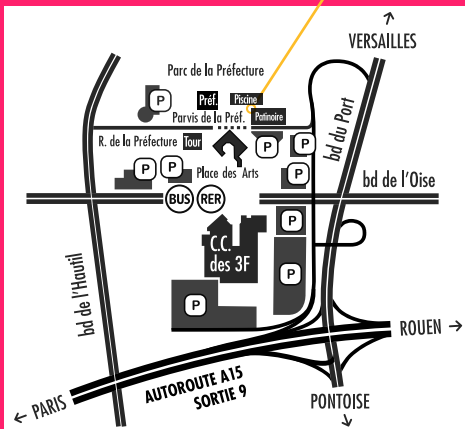 VERSAILLES
Parc de la Préfecture
P
Préf.
Piscine
Parvis de la Préf.
Patinoire
bd du Port
R. de la Préfecture
Tour
P
P
P
P
Place des Arts
P
bd de l'Oise
BUS
RER
P
C.C.
des 3F
P
bd de l'Hautil
P
ROUEN →
AUTOROUTE A15
SORTIE 9
← PARIS
PONTOISE